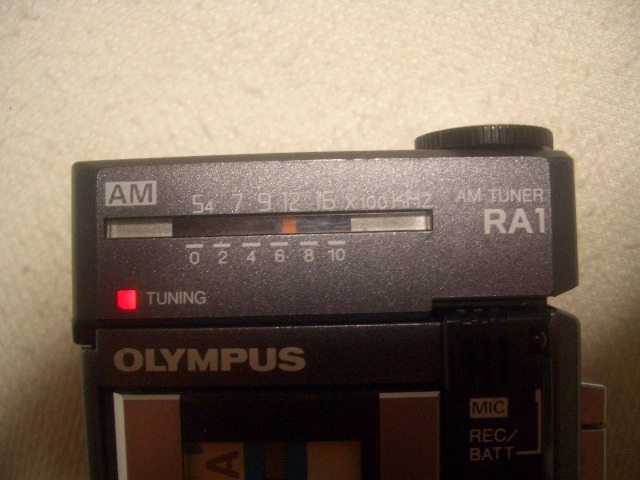 AM
54 7 9 12 16 X100 KHZ
AM TUNER
RA1
0 2 4 6 8 10
TUNING
OLYMPUS
MIC
REC/
BATT
A